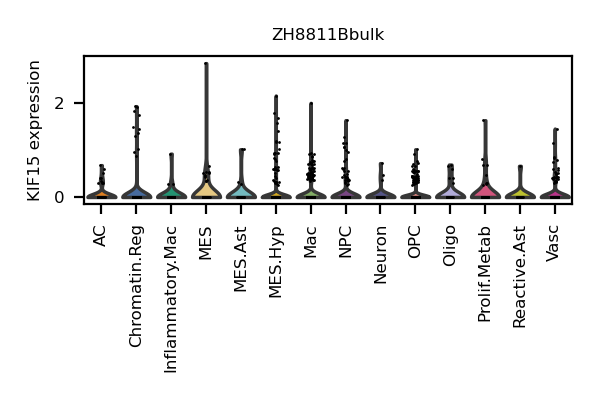 ZH8811Bbulk
KIF15 expression
2
0
AC
Chromatin.Reg
Inflammatory.Mac
MES
MES.Ast
MES.Hyp
Mac
NPC
Neuron
OPC
Oligo
Prolif.Metab
Reactive.Ast
Vasc